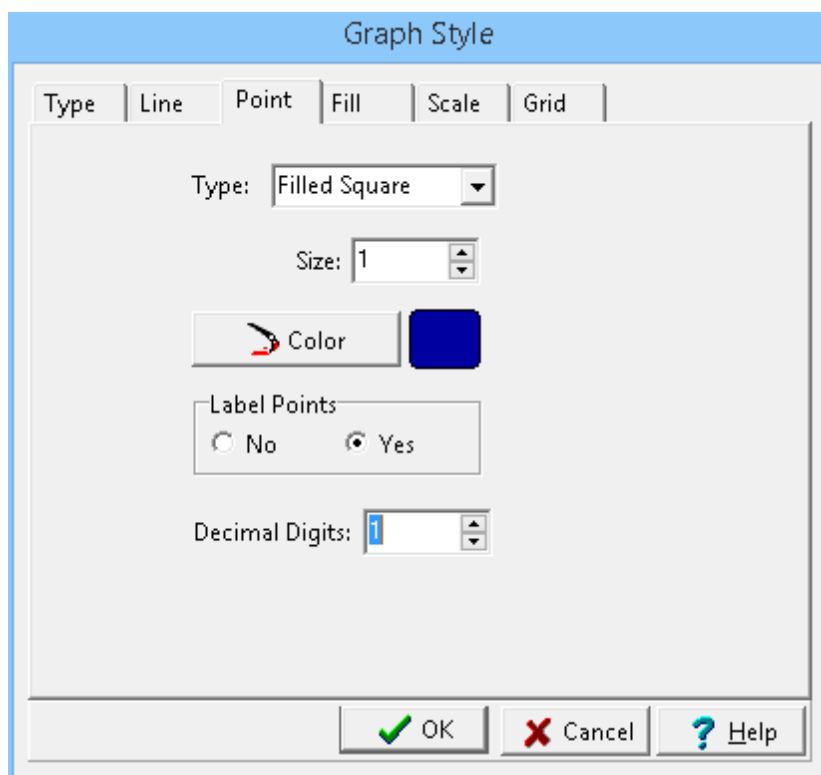 Graph Style
Type Line Point Fill Scale Grid
Type: Filled Square
Size: 1
Color
Label Points
No Yes
Decimal Digits: 1
OK Cancel ? Help